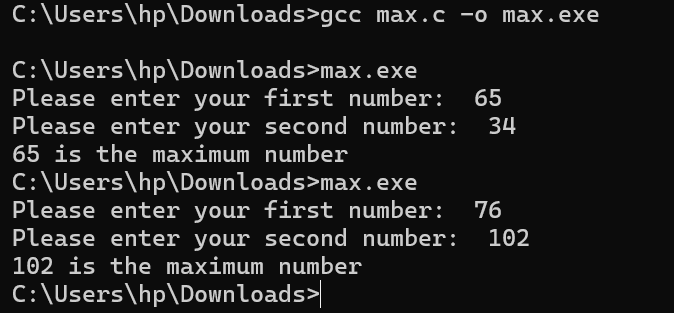 C:\Users\hp\Downloads>gcc max.c -o max.exe
C:\Users\hp\Downloads>max.exe
Please enter your first number:  65
Please enter your second number:  34
65 is the maximum number
C:\Users\hp\Downloads>max.exe
Please enter your first number:  76
Please enter your second number:  102
102 is the maximum number
C:\Users\hp\Downloads>